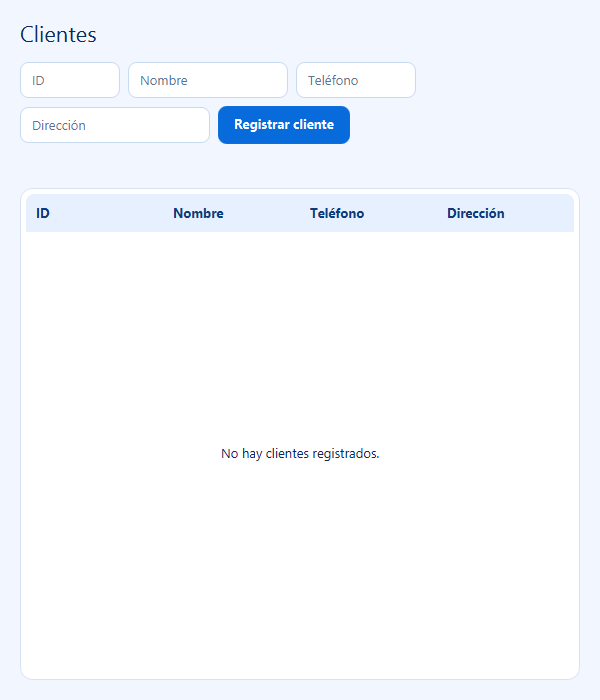 Clientes
ID Nombre Teléfono
Dirección Registrar cliente
ID Nombre Teléfono Dirección
No hay clientes registrados.